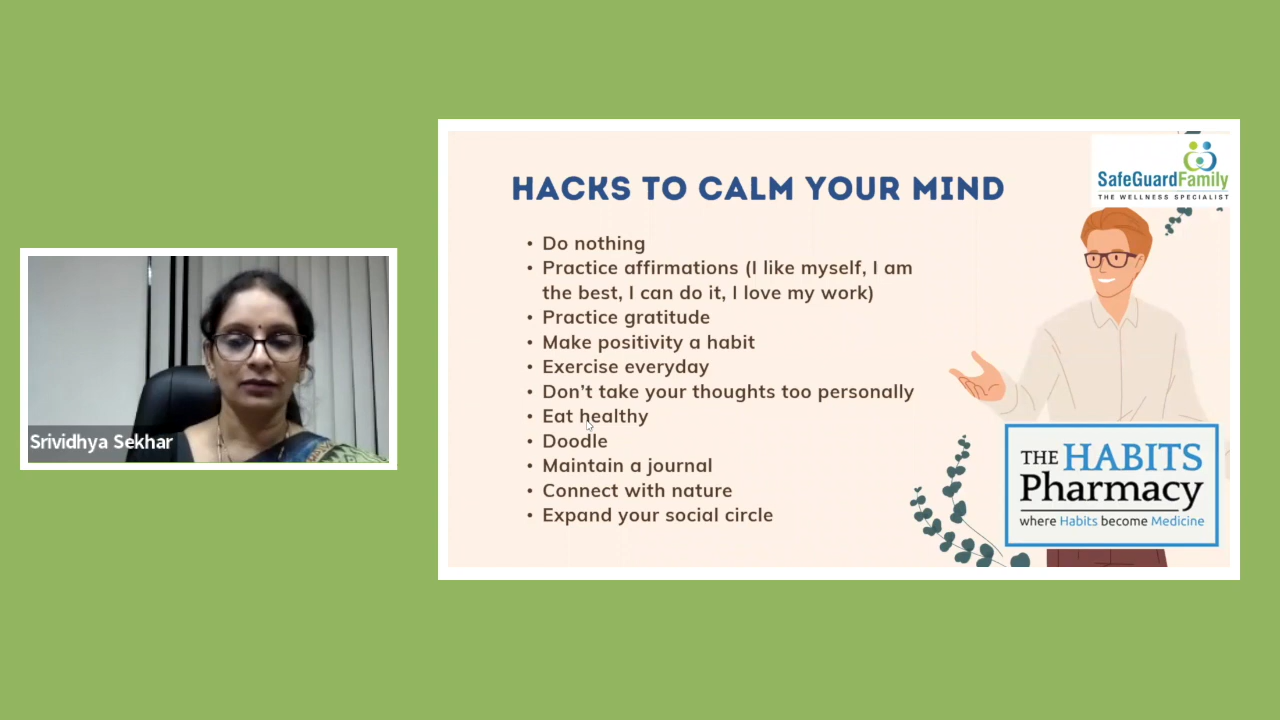 Srividhya Sekhar
HACKS TO CALM YOUR MIND
• Do nothing
• Practice affirmations (I like myself, I am
the best, I can do it, I love my work)
• Practice gratitude
• Make positivity a habit
• Exercise everyday
• Don't take your thoughts too personally
• Eat healthy
• Doodle
• Maintain a journal
• Connect with nature
• Expand your social circle
SafeGuardFamily
THE WELLNESS SPECIALIST
THE HABITS
Pharmacy
where Habits become Medicine